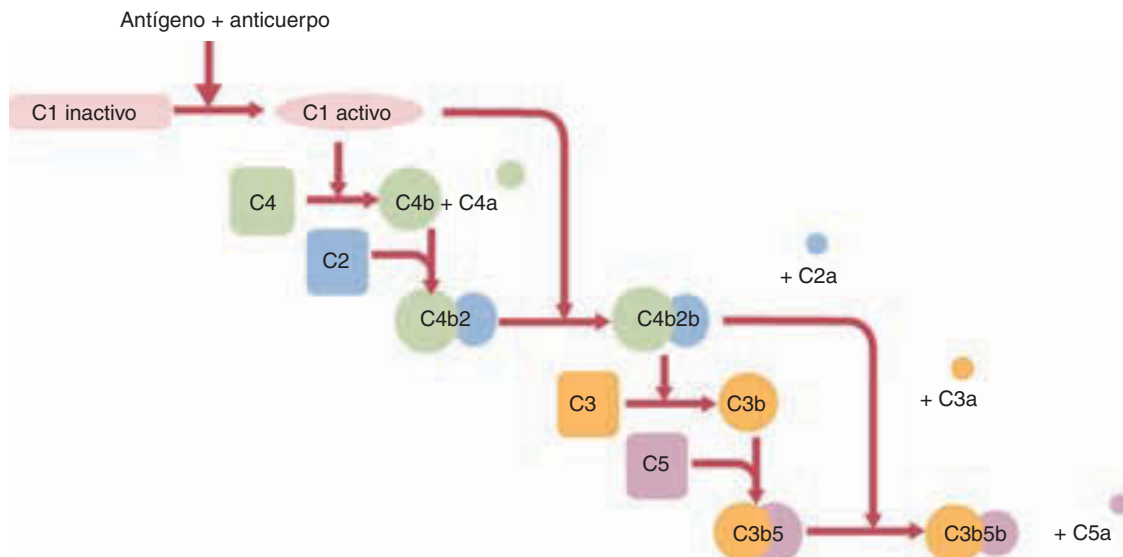 Antígeno + anticuerpo
C1 inactivo
C1 activo
C4
C4b + C4a
C2
C4b2
C4b2b
+ C2a
C3
C3b
+ C3a
C5
C3b5
C3b5b
+ C5a